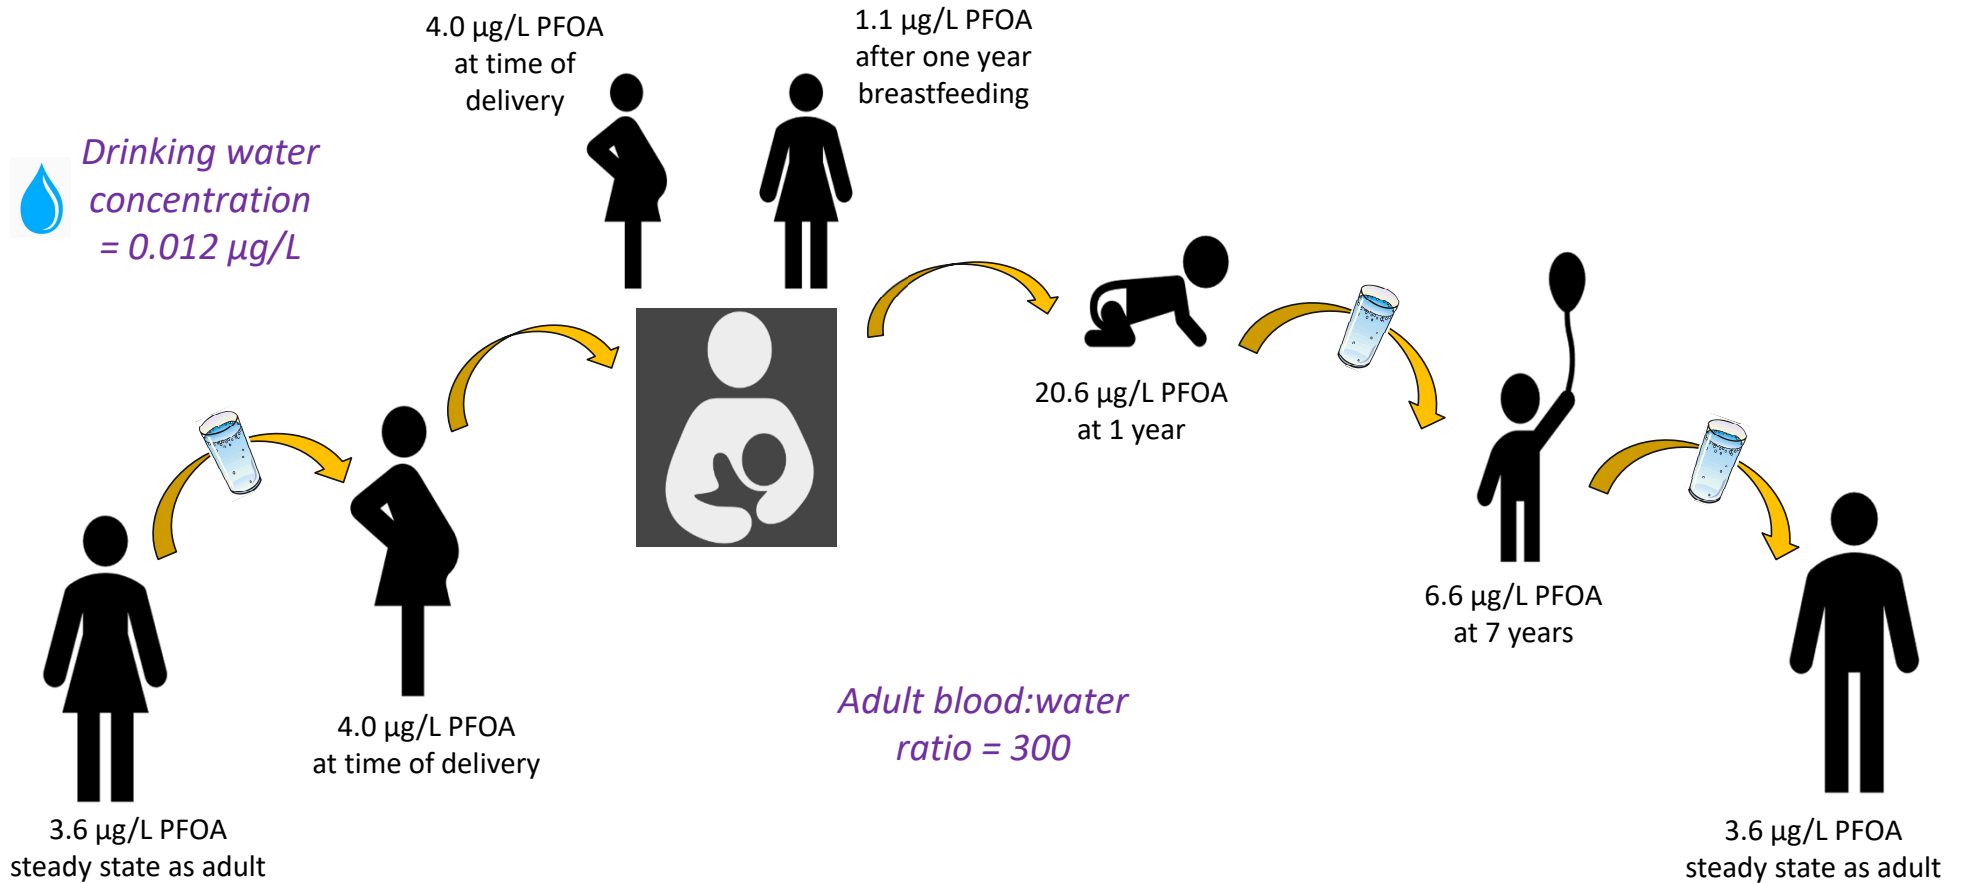 4.0 µg/L PFOA
at time of
delivery
1.1 µg/L PFOA
after one year
breastfeeding
Drinking water
concentration
= 0.012 µg/L
20.6 µg/L PFOA
at 1 year
6.6 µg/L PFOA
at 7 years
Adult blood:water
ratio = 300
4.0 µg/L PFOA
at time of delivery
3.6 µg/L PFOA
steady state as adult
3.6 µg/L PFOA
steady state as adult